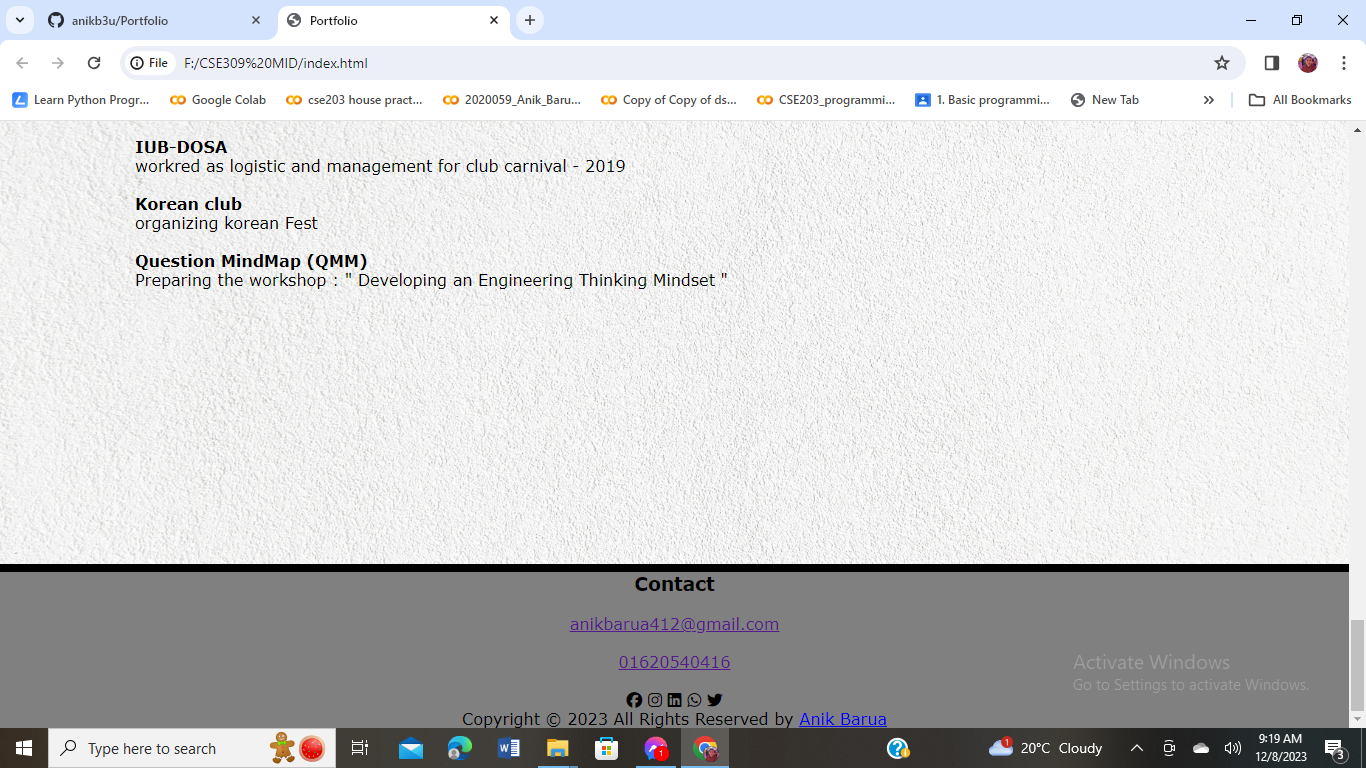 anikb3u/Portfolio
Portfolio
File F:/CSE309%20MID/index.html
Learn Python Progr...
Google Colab
cse203 house pract...
2020059_Anik_Baru...
Copy of Copy of ds...
CSE203_programmi...
1. Basic programmi...
New Tab
All Bookmarks
IUB-DOSA
workred as logistic and management for club carnival - 2019
Korean club
organizing korean Fest
Question MindMap (QMM)
Preparing the workshop : " Developing an Engineering Thinking Mindset "
Contact
anikbarua412@gmail.com
01620540416
Copyright © 2023 All Rights Reserved by Anik Barua
Activate Windows
Go to Settings to activate Windows.
Type here to search
1
1
20°C Cloudy
9:19 AM
12/8/2023
3